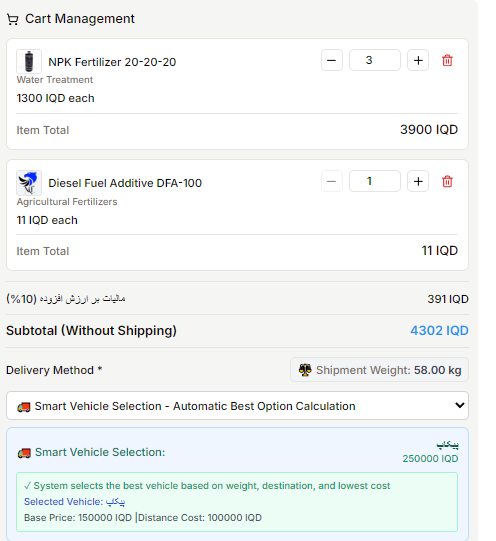 Cart Management
NPK Fertilizer 20-20-20
3
Water Treatment
1300 IQD each
Item Total
3900 IQD
Diesel Fuel Additive DFA-100
1
Agricultural Fertilizers
11 IQD each
Item Total
11 IQD
مالیات بر ارزش افزوده (10%)
391 IQD
Subtotal (Without Shipping)
4302 IQD
Delivery Method *
Shipment Weight: 58.00 kg
Smart Vehicle Selection - Automatic Best Option Calculation
Smart Vehicle Selection:
پیکاپ
250000 IQD
✓ System selects the best vehicle based on weight, destination, and lowest cost
Selected Vehicle: پیکاپ
Base Price: 150000 IQD |Distance Cost: 100000 IQD